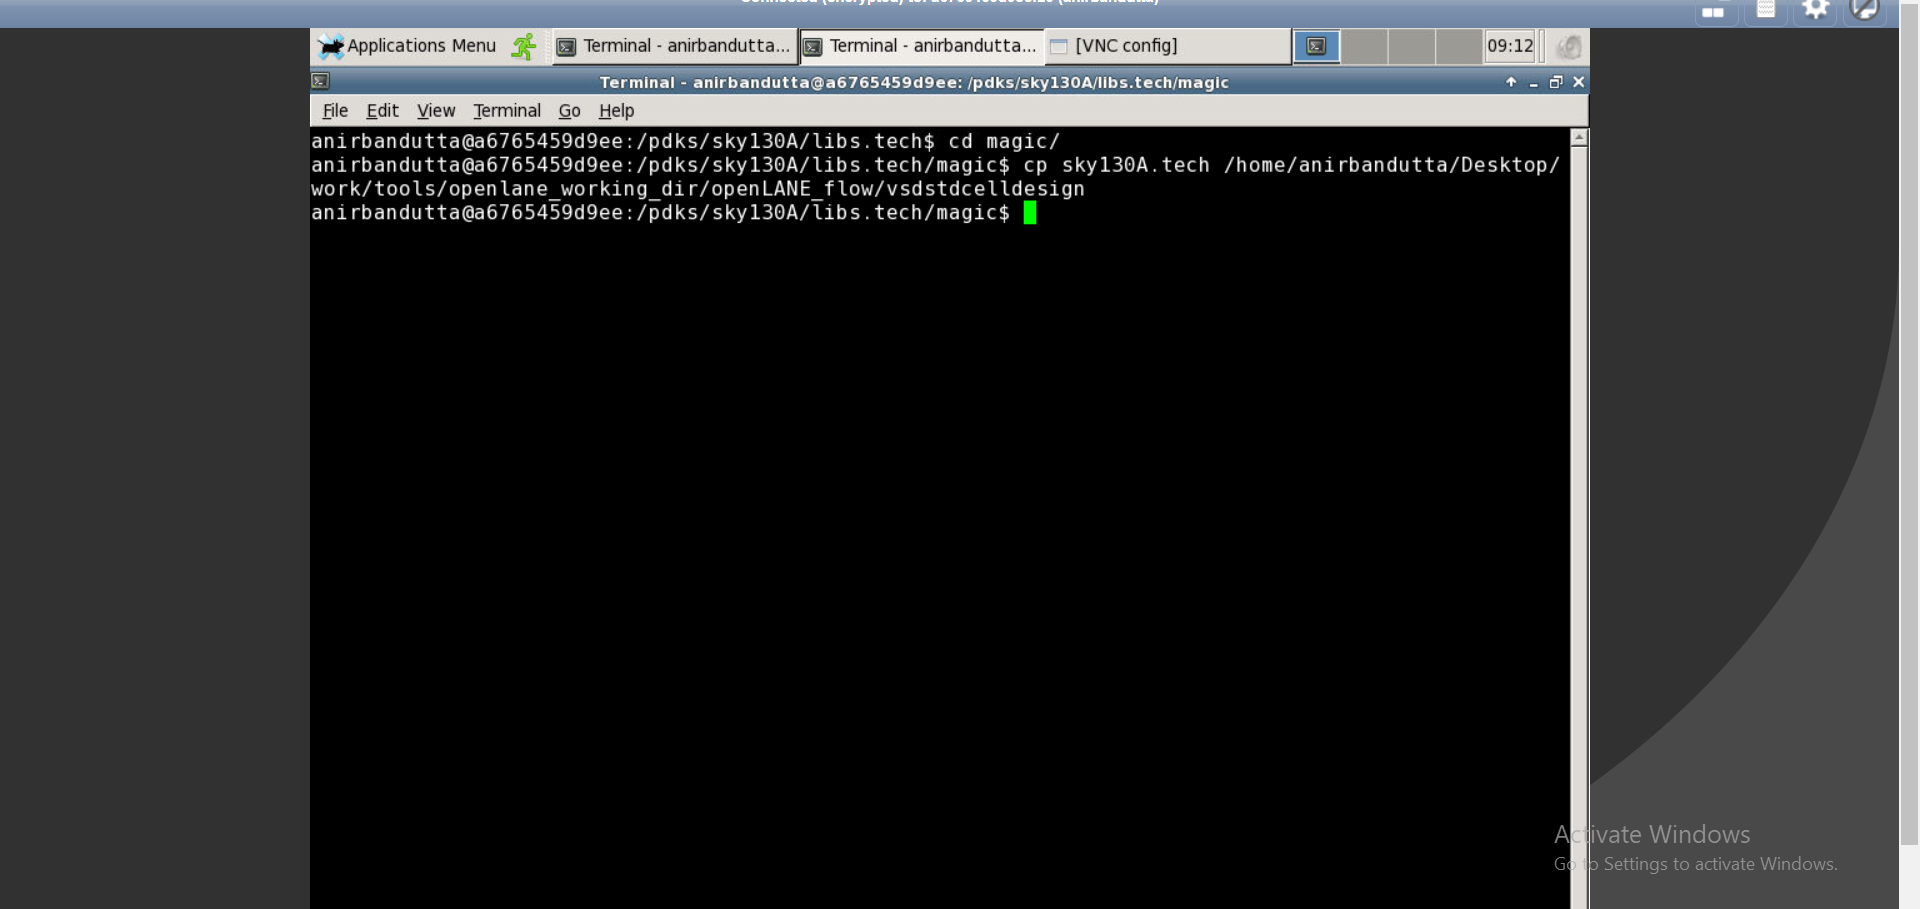 Applications Menu Terminal - anirbandutta... Terminal - anirbandutta... [VNC config] 09:12
Terminal - anirbandutta@a6765459d9ee: /pdks/sky130A/libs.tech/magic
File Edit View Terminal Go Help
anirbandutta@a6765459d9ee:/pdks/sky130A/libs.tech$ cd magic/
anirbandutta@a6765459d9ee:/pdks/sky130A/libs.tech/magic$ cp sky130A.tech /home/anirbandutta/Desktop/
work/tools/openlane_working_dir/openLANE_flow/vsdstdcelldesign
anirbandutta@a6765459d9ee:/pdks/sky130A/libs.tech/magic$
Activate Windows
Go to Settings to activate Windows.